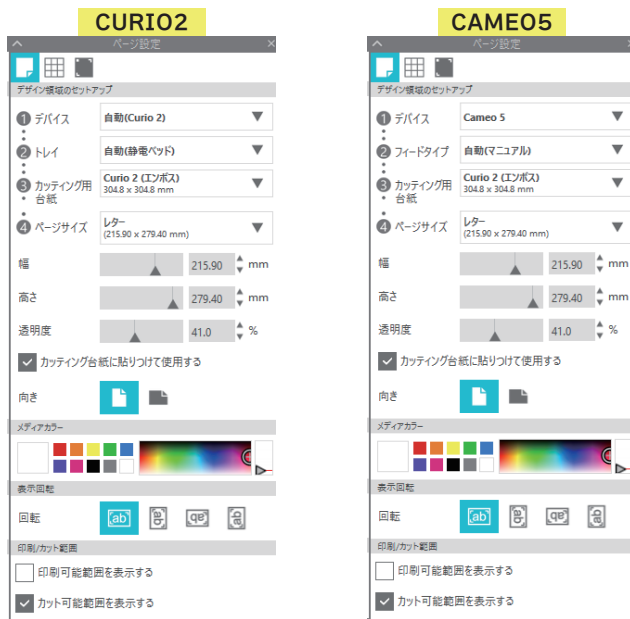 CURIO2
ページ設定
デザイン領域のセットアップ
1 デバイス 自動(Curio 2)
2 トレイ 自動(静電ベッド)
3 カッティング用台紙 Curio 2 (エンボス)
304.8 x 304.8 mm
4 ページサイズ レター
(215.90 x 279.40 mm)
幅 215.90 mm
高さ 279.40 mm
透明度 41.0 %
カッティング台紙に貼りつけて使用する
向き
メディアカラー
表示回転
回転 ab ab ab ab
印刷/カット範囲
印刷可能範囲を表示する
カット可能範囲を表示する
CAMEO5
ページ設定
デザイン領域のセットアップ
1 デバイス Cameo 5
2 フィードタイプ 自動(マニュアル)
3 カッティング用台紙 Curio 2 (エンボス)
304.8 x 304.8 mm
4 ページサイズ レター
(215.90 x 279.40 mm)
幅 215.90 mm
高さ 279.40 mm
透明度 41.0 %
カッティング台紙に貼りつけて使用する
向き
メディアカラー
表示回転
回転 ab ab ab ab
印刷/カット範囲
印刷可能範囲を表示する
カット可能範囲を表示する